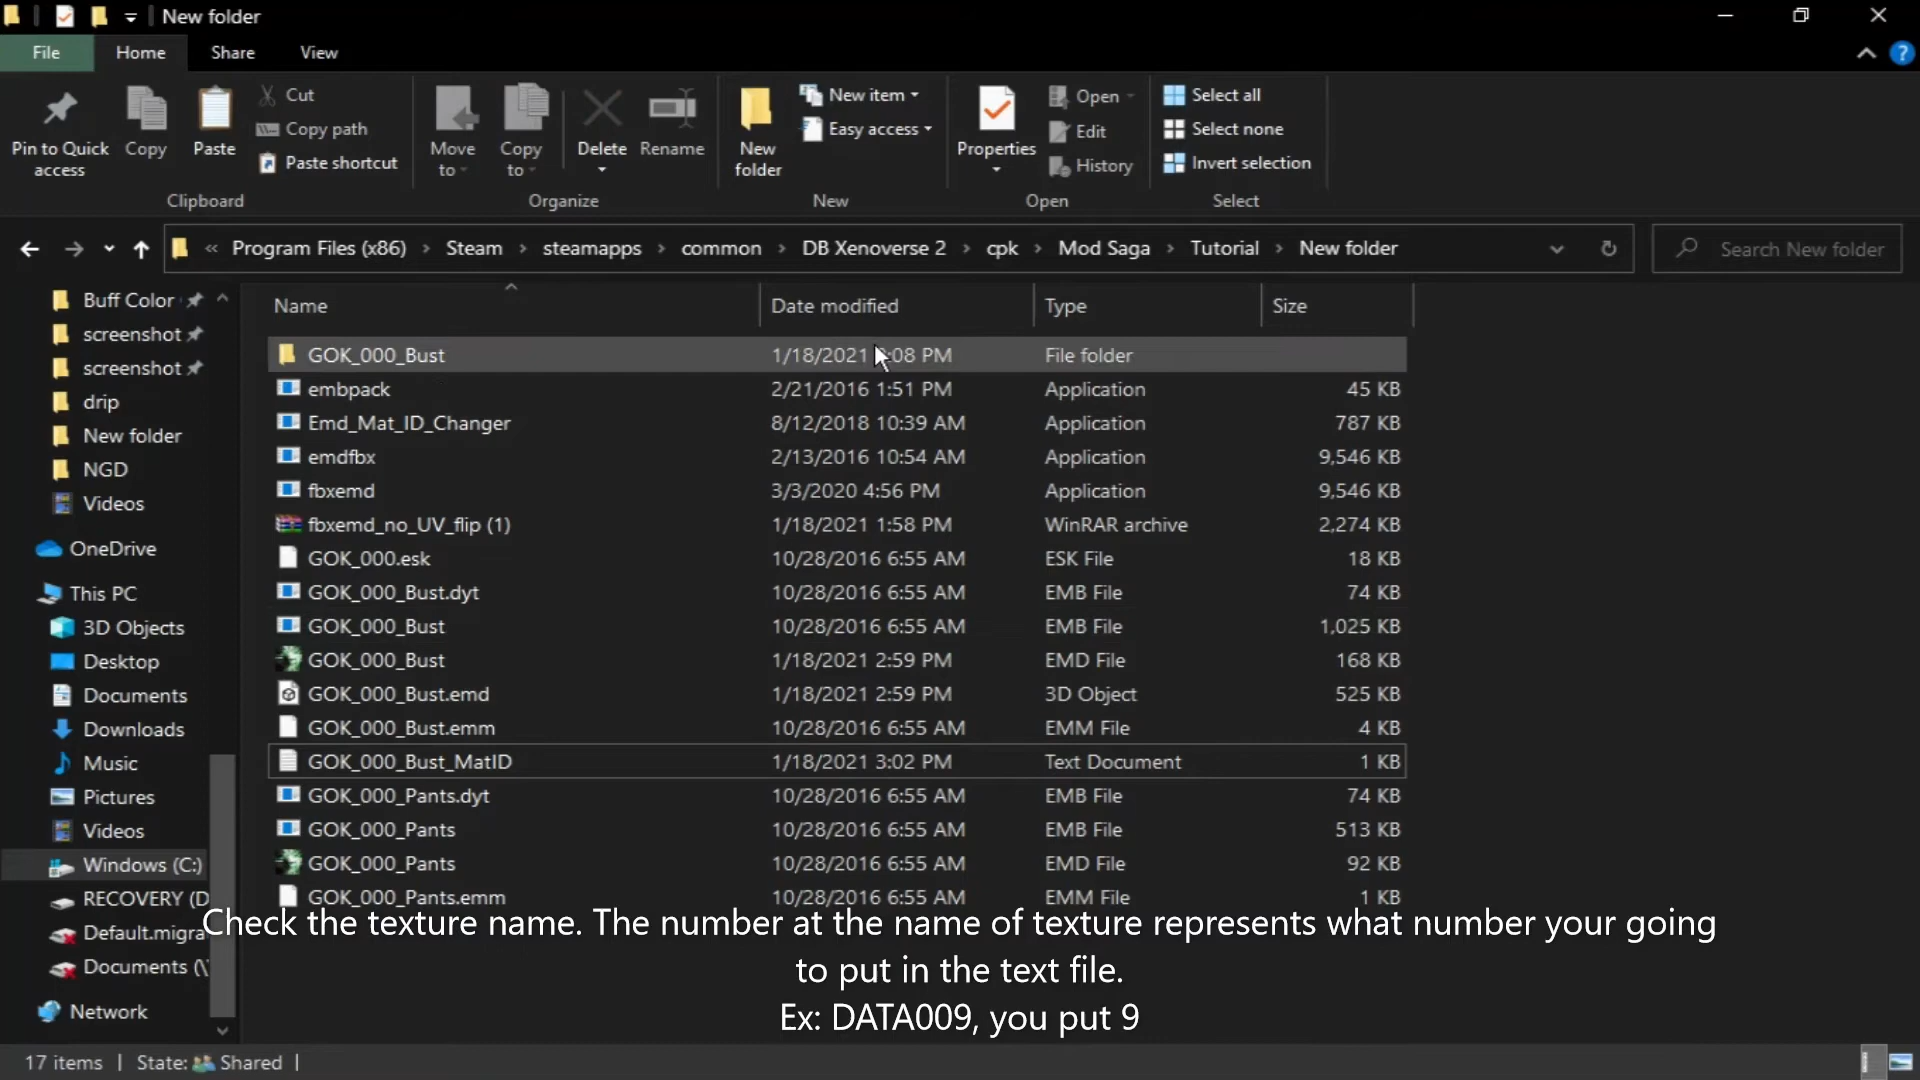 New folder
File Home Share View
Pin to Quick access
Copy
Paste
Cut
Copy path
Paste shortcut
Clipboard
Move to
Copy to
Delete
Rename
Organize
New folder
New item
Easy access
New
Properties
Open
Edit
History
Open
Select all
Select none
Invert selection
Select
« Program Files (x86) › Steam › steamapps › common › DB Xenoverse 2 › cpk › Mod Saga › Tutorial › New folder
Search New folder
Buff Color
screenshot
screenshot
drip
New folder
NGD
Videos
OneDrive
This PC
3D Objects
Desktop
Documents
Downloads
Music
Pictures
Videos
Windows (C:)
RECOVERY (D
Default.migra
Documents (\
Network
Name Date modified Type Size
GOK_000_Bust 1/18/2021 :08 PM File folder
embpack 2/21/2016 1:51 PM Application 45 KB
Emd_Mat_ID_Changer 8/12/2018 10:39 AM Application 787 KB
emdfbx 2/13/2016 10:54 AM Application 9,546 KB
fbxemd 3/3/2020 4:56 PM Application 9,546 KB
fbxemd_no_UV_flip (1) 1/18/2021 1:58 PM WinRAR archive 2,274 KB
GOK_000.esk 10/28/2016 6:55 AM ESK File 18 KB
GOK_000_Bust.dyt 10/28/2016 6:55 AM EMB File 74 KB
GOK_000_Bust 10/28/2016 6:55 AM EMB File 1,025 KB
GOK_000_Bust 1/18/2021 2:59 PM EMD File 168 KB
GOK_000_Bust.emd 1/18/2021 2:59 PM 3D Object 525 KB
GOK_000_Bust.emm 10/28/2016 6:55 AM EMM File 4 KB
GOK_000_Bust_MatID 1/18/2021 3:02 PM Text Document 1 KB
GOK_000_Pants.dyt 10/28/2016 6:55 AM EMB File 74 KB
GOK_000_Pants 10/28/2016 6:55 AM EMB File 513 KB
GOK_000_Pants 10/28/2016 6:55 AM EMD File 92 KB
GOK_000_Pants.emm 10/28/2016 6:55 AM EMM File 1 KB
Check the texture name. The number at the name of texture represents what number your going
to put in the text file.
Ex: DATA009, you put 9
17 items | State: Shared |